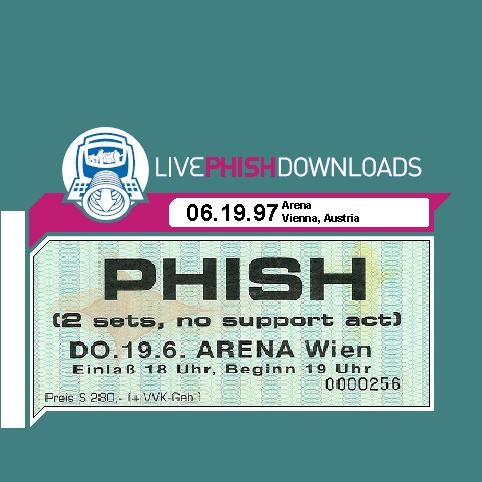 LIVEPHISHDOWNLOADS
06.19.97 Arena
Vienna, Austria
PHISH
(2 sets, no support act)
DO.19.6. ARENA Wien
Einlaß 18 Uhr, Beginn 19 Uhr
0000256
Preis S 280,- (+ VVK-Geb.)